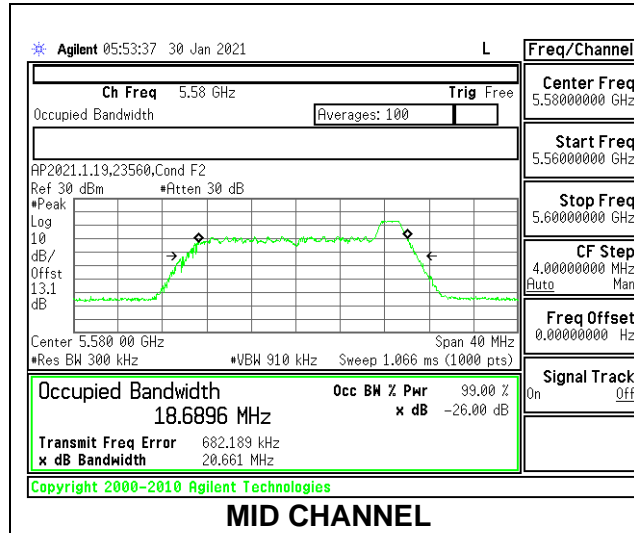 Agilent 05:53:37 30 Jan 2021 L
Freq/Channel
Ch Freq 5.58 GHz Trig Free
Occupied Bandwidth Averages: 100
Center Freq
5.58000000 GHz
Start Freq
5.56000000 GHz
Stop Freq
5.60000000 GHz
CF Step
4.00000000 MHz
Auto Man
Freq Offset
0.00000000 Hz
Signal Track
On Off
AP2021.1.19,23560,Cond F2
Ref 30 dBm #Atten 30 dB
#Peak
Log
10
dB/
Offst
13.1
dB
Center 5.580 00 GHz Span 40 MHz
#Res BW 300 kHz #VBW 910 kHz Sweep 1.066 ms (1000 pts)
Occupied Bandwidth Occ BW % Pwr 99.00 %
18.6896 MHz x dB -26.00 dB
Transmit Freq Error 682.189 kHz
x dB Bandwidth 20.661 MHz
Copyright 2000-2010 Agilent Technologies
MID CHANNEL